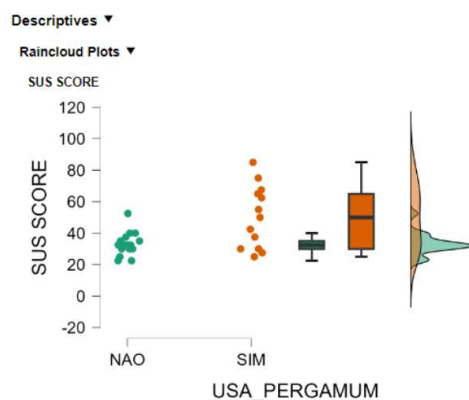 Descriptives ▼
Raincloud Plots ▼
SUS SCORE
120
100
80
60
40
20
0
-20
SUS SCORE
NAO
SIM
USA_PERGAMUM